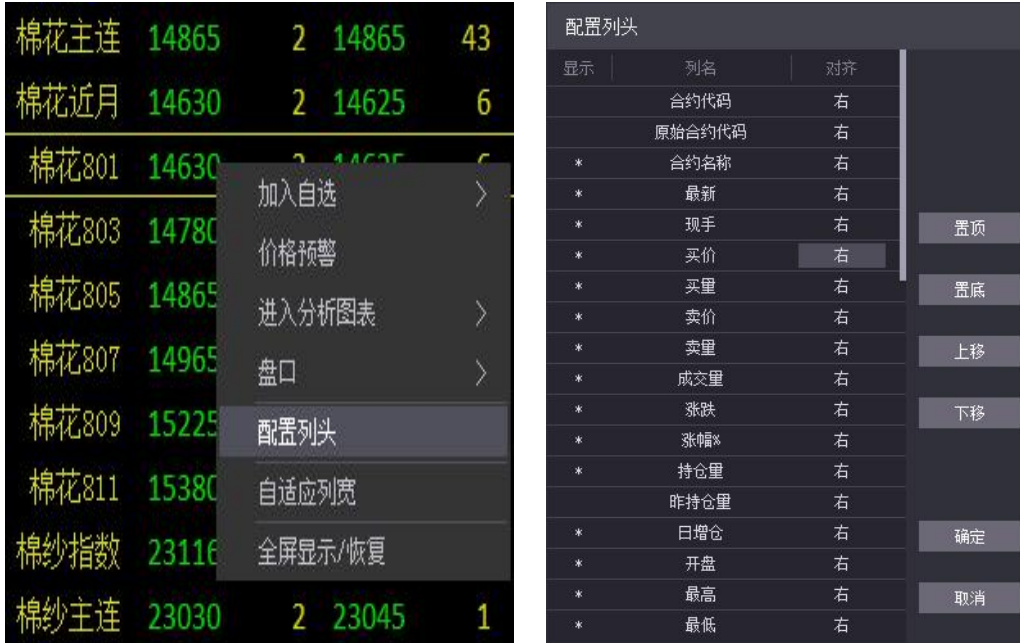 棉花主连 14865 2 14865 43
棉花近月 14630 2 14625 6
棉花801 14630
棉花803 1478
棉花805 14865
棉花807 14965
棉花809 15225
棉花811 1538
棉纱指数 2311
棉纱主连 23030 2 23045 1
加入自选 >
价格预警
进入分析图表 >
盘口 >
配置列头
自适应列宽
全屏显示/恢复
配置列头
显示 列名 对齐
合约代码 右
原始合约代码 右
* 合约名称 右
* 最新 右
* 现手 右
* 买价 右
* 买量 右
* 卖价 右
* 卖量 右
* 成交量 右
* 涨跌 右
* 涨幅% 右
* 持仓量 右
昨持仓量 右
* 日增仓 右
* 开盘 右
* 最高 右
* 最低 右
置顶
置底
上移
下移
确定
取消